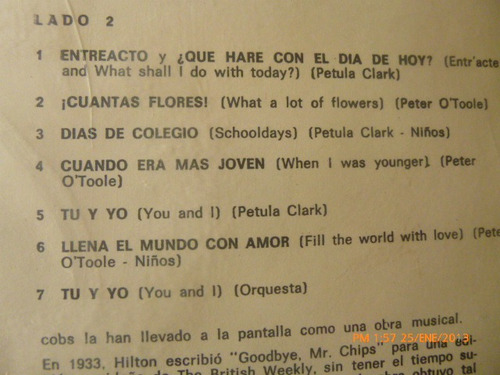 LADO 2
1 ENTREACTO y ¿QUE HARE CON EL DIA DE HOY? (Entr'acte
and What shall I do with today?) (Petula Clark)
2 ¡CUANTAS FLORES! (What a lot of flowers) (Peter O'Toole)
3 DIAS DE COLEGIO (Schooldays) (Petula Clark - Niños)
4 CUANDO ERA MAS JOVEN (When I was younger) (Peter
O'Toole)
5 TU Y YO (You and I) (Petula Clark)
6 LLENA EL MUNDO CON AMOR (Fill the world with love) (Pete
O'Toole - Niños)
7 TU Y YO (You and I) (Orquesta)
cobs la han llevado a la pantalla como una obra musical.
En 1933, Hilton escribió "Goodbye, Mr. Chips" para una edi-
de The British Weekly, sin tener el tiempo su-
obtuvo tal
PM 1:57 25/ENE/2013